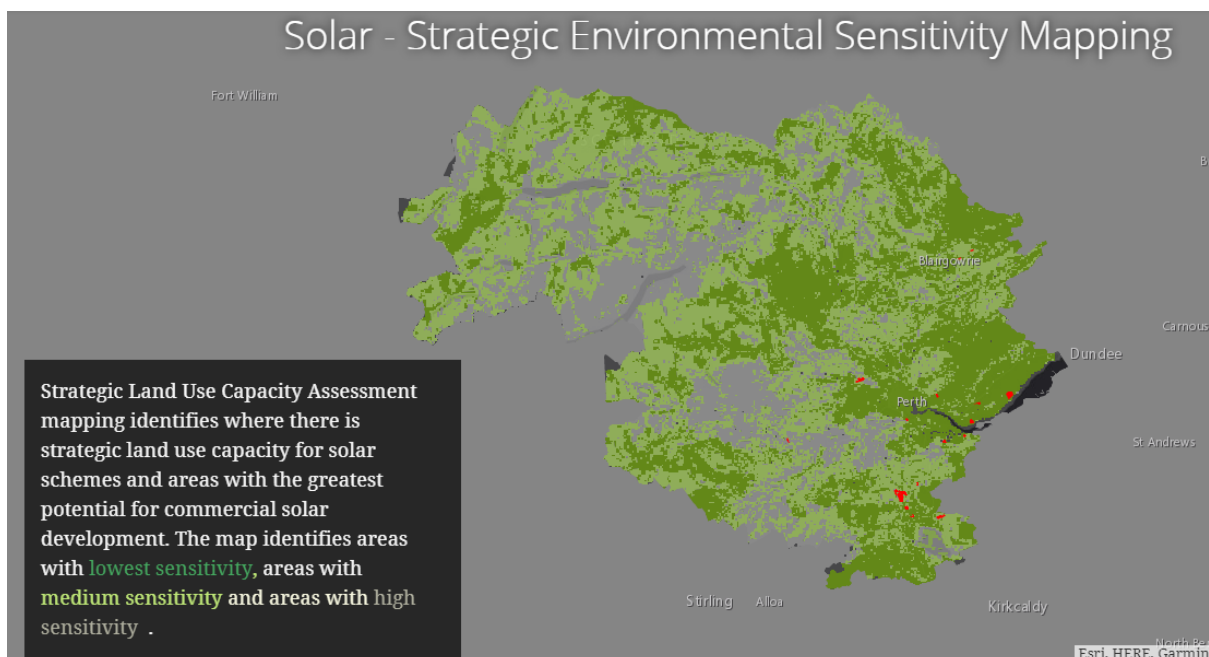 Solar - Strategic Environmental Sensitivity Mapping
Fort William
Blairgowrie
Carnous
Dundee
Perth
St Andrews
Strategic Land Use Capacity Assessment
mapping identifies where there is
strategic land use capacity for solar
schemes and areas with the greatest
potential for commercial solar
development. The map identifies areas
with lowest sensitivity, areas with
medium sensitivity and areas with high
sensitivity .
Stirling
Alloa
Kirkcaldy
Esri, HERE, Garmin